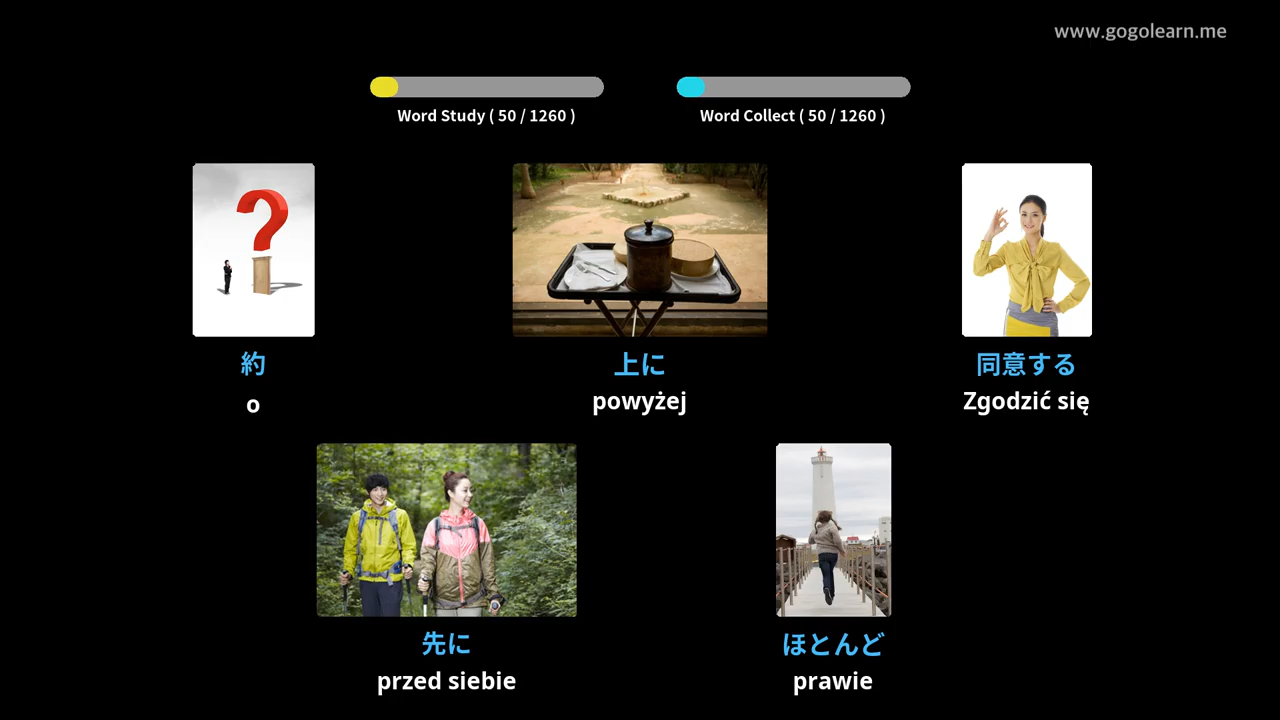 www.gogolearn.me
Word Study ( 50 / 1260 )
Word Collect ( 50 / 1260 )
約
o
上に
powyżej
同意する
Zgodzić się
先に
przed siebie
ほとんど
prawie